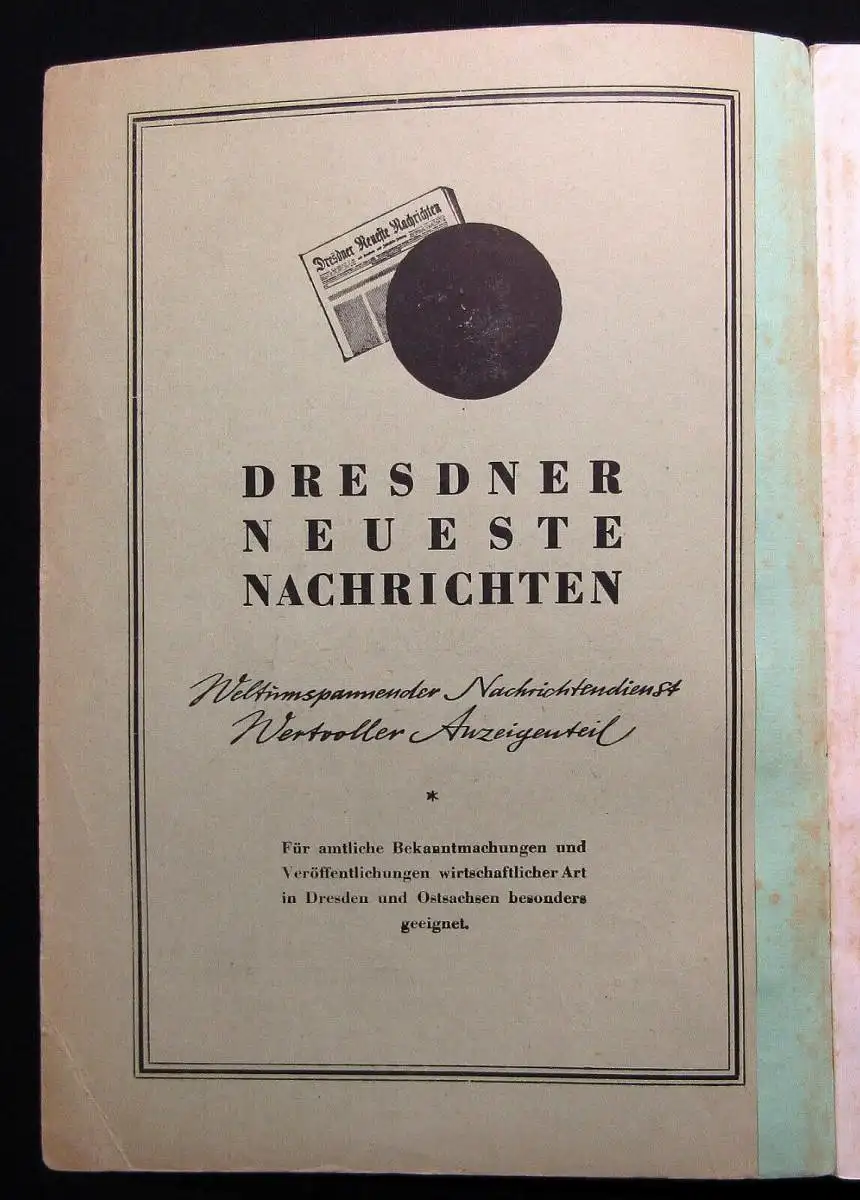 Dresdner Neueste Nachrichten
DRESDNER
NEUESTE
NACHRICHTEN
Weltumspannender Nachrichtendienst
Wertvoller Anzeigenteil
*
Für amtliche Bekanntmachungen und
Veröffentlichungen wirtschaftlicher Art
in Dresden und Ostsachsen besonders
geeignet.